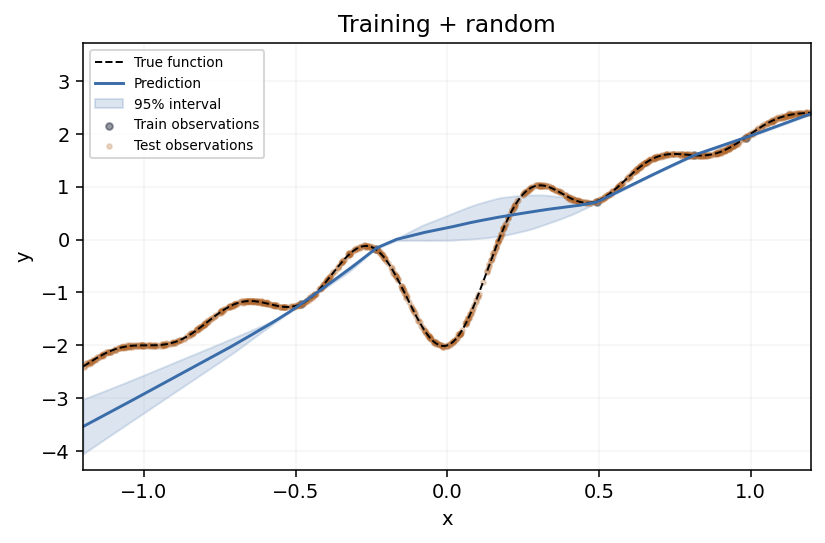 Training + random
True function
Prediction
95% interval
Train observations
Test observations
3
2
1
0
−1
−2
−3
−4
y
−1.0
−0.5
0.0
0.5
1.0
x